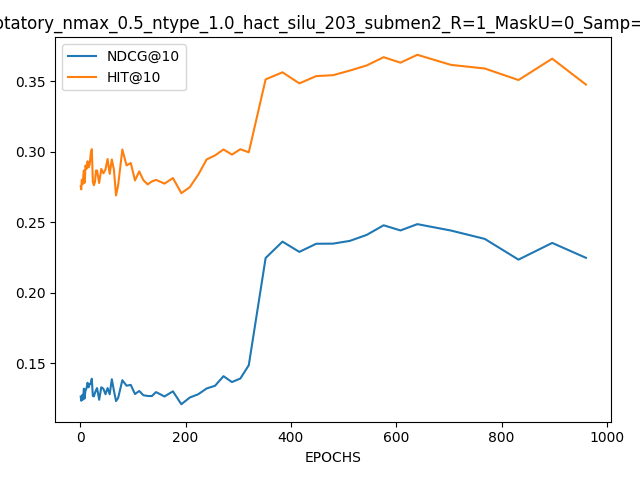 otatory_nmax_0.5_ntype_1.0_hact_silu_203_submen2_R=1_MaskU=0_Samp=
NDCG@10
HIT@10
0.35
0.30
0.25
0.20
0.15
0 200 400 600 800 1000
EPOCHS